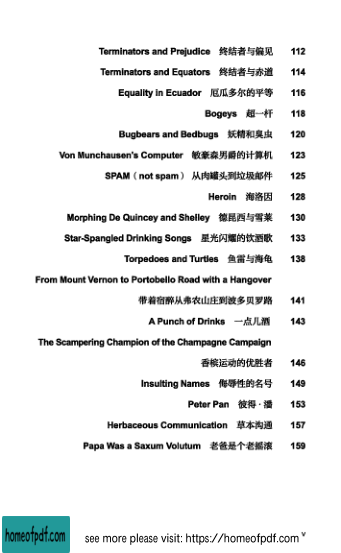 Terminators and Prejudice 终结者与偏见 112
Terminators and Equators 终结者与赤道 114
Equality in Ecuador 厄瓜多尔的平等 116
Bogeys 超一杆 118
Bugbears and Bedbugs 妖精和臭虫 120
Von Munchausen's Computer 敏豪森男爵的计算机 123
SPAM（not spam） 从肉罐头到垃圾邮件 125
Heroin 海洛因 128
Morphing De Quincey and Shelley 德昆西与雪莱 130
Star-Spangled Drinking Songs 星光闪耀的饮酒歌 133
Torpedoes and Turtles 鱼雷与海龟 138
From Mount Vernon to Portobello Road with a Hangover
带着宿醉从弗农山庄到波多贝罗路 141
A Punch of Drinks 一点儿酒 143
The Scampering Champion of the Champagne Campaign
香槟运动的优胜者 146
Insulting Names 侮辱性的名号 149
Peter Pan 彼得·潘 153
Herbaceous Communication 草本沟通 157
Papa Was a Saxum Volutum 老爸是个老摇滚 159
homeofpdf.com
see more please visit: https://homeofpdf.com v